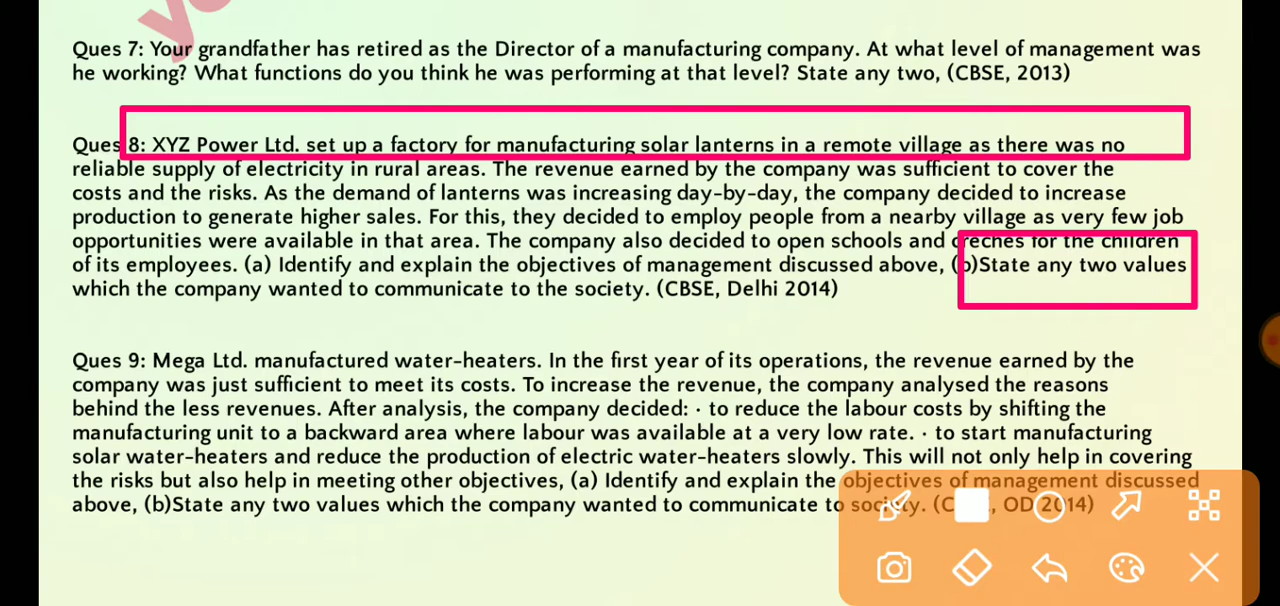 Ques 7: Your grandfather has retired as the Director of a manufacturing company. At what level of management was
he working? What functions do you think he was performing at that level? State any two, (CBSE, 2013)
Ques 8: XYZ Power Ltd. set up a factory for manufacturing solar lanterns in a remote village as there was no
reliable supply of electricity in rural areas. The revenue earned by the company was sufficient to cover the
costs and the risks. As the demand of lanterns was increasing day-by-day, the company decided to increase
production to generate higher sales. For this, they decided to employ people from a nearby village as very few job
opportunities were available in that area. The company also decided to open schools and creches for the children
of its employees. (a) Identify and explain the objectives of management discussed above, (b)State any two values
which the company wanted to communicate to the society. (CBSE, Delhi 2014)
Ques 9: Mega Ltd. manufactured water-heaters. In the first year of its operations, the revenue earned by the
company was just sufficient to meet its costs. To increase the revenue, the company analysed the reasons
behind the less revenues. After analysis, the company decided: · to reduce the labour costs by shifting the
manufacturing unit to a backward area where labour was available at a very low rate. · to start manufacturing
solar water-heaters and reduce the production of electric water-heaters slowly. This will not only help in covering
the risks but also help in meeting other objectives, (a) Identify and explain the objectives of management discussed
above, (b)State any two values which the company wanted to communicate to society. OD 2014)